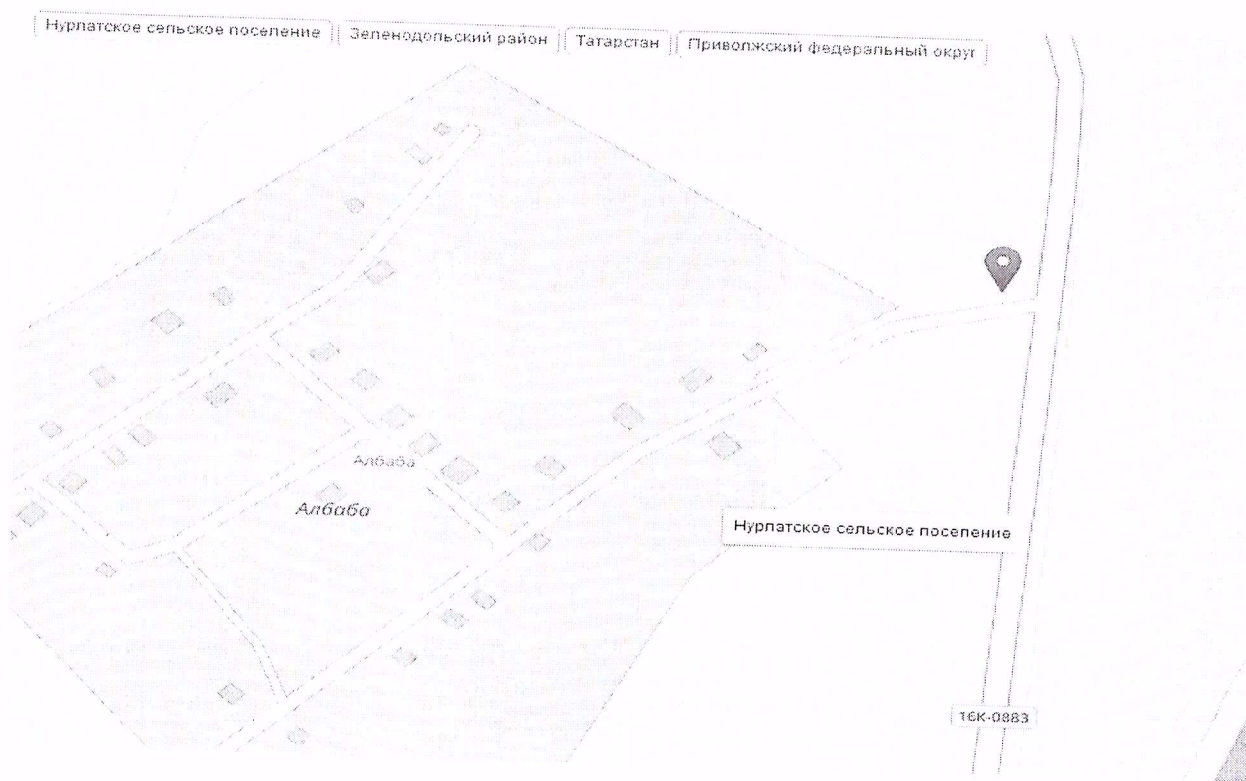 Нурлатское сельское поселение
Зеленодольский район
Татарстан
Приволжский федеральный округ
Албаба
Албаба
Нурлатское сельское поселение
16К-0883